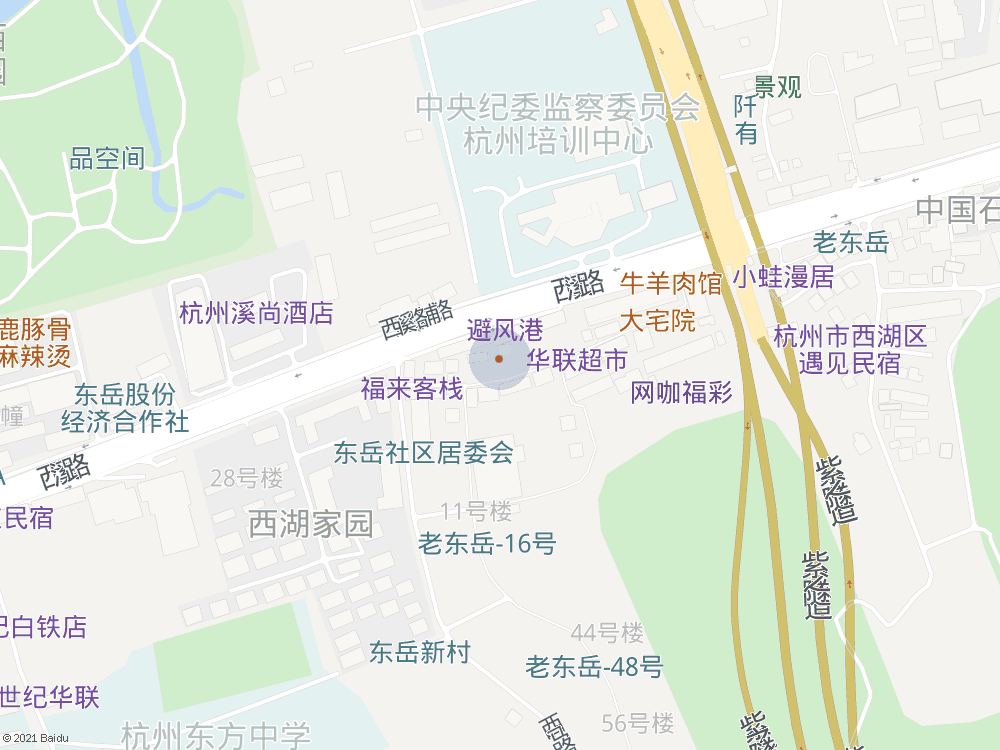 中央纪委监察委员会
杭州培训中心
景观
阡
有
品空间
中国石
老东岳
小蛙漫居
牛羊肉馆
西溪路
杭州溪尚酒店
大宅院
避风港
鹿豚骨
麻辣烫
华联超市
杭州市西湖区
遇见民宿
福来客栈
网咖福彩
东岳股份
经济合作社
幢
东岳社区居委会
西溪路
28号楼
11号楼
民宿
西湖家园
老东岳-16号
紫之隧道
紫之隧道
记白铁店
44号楼
东岳新村
老东岳-48号
世纪华联
56号楼
杭州东方中学
© 2021 Baidu